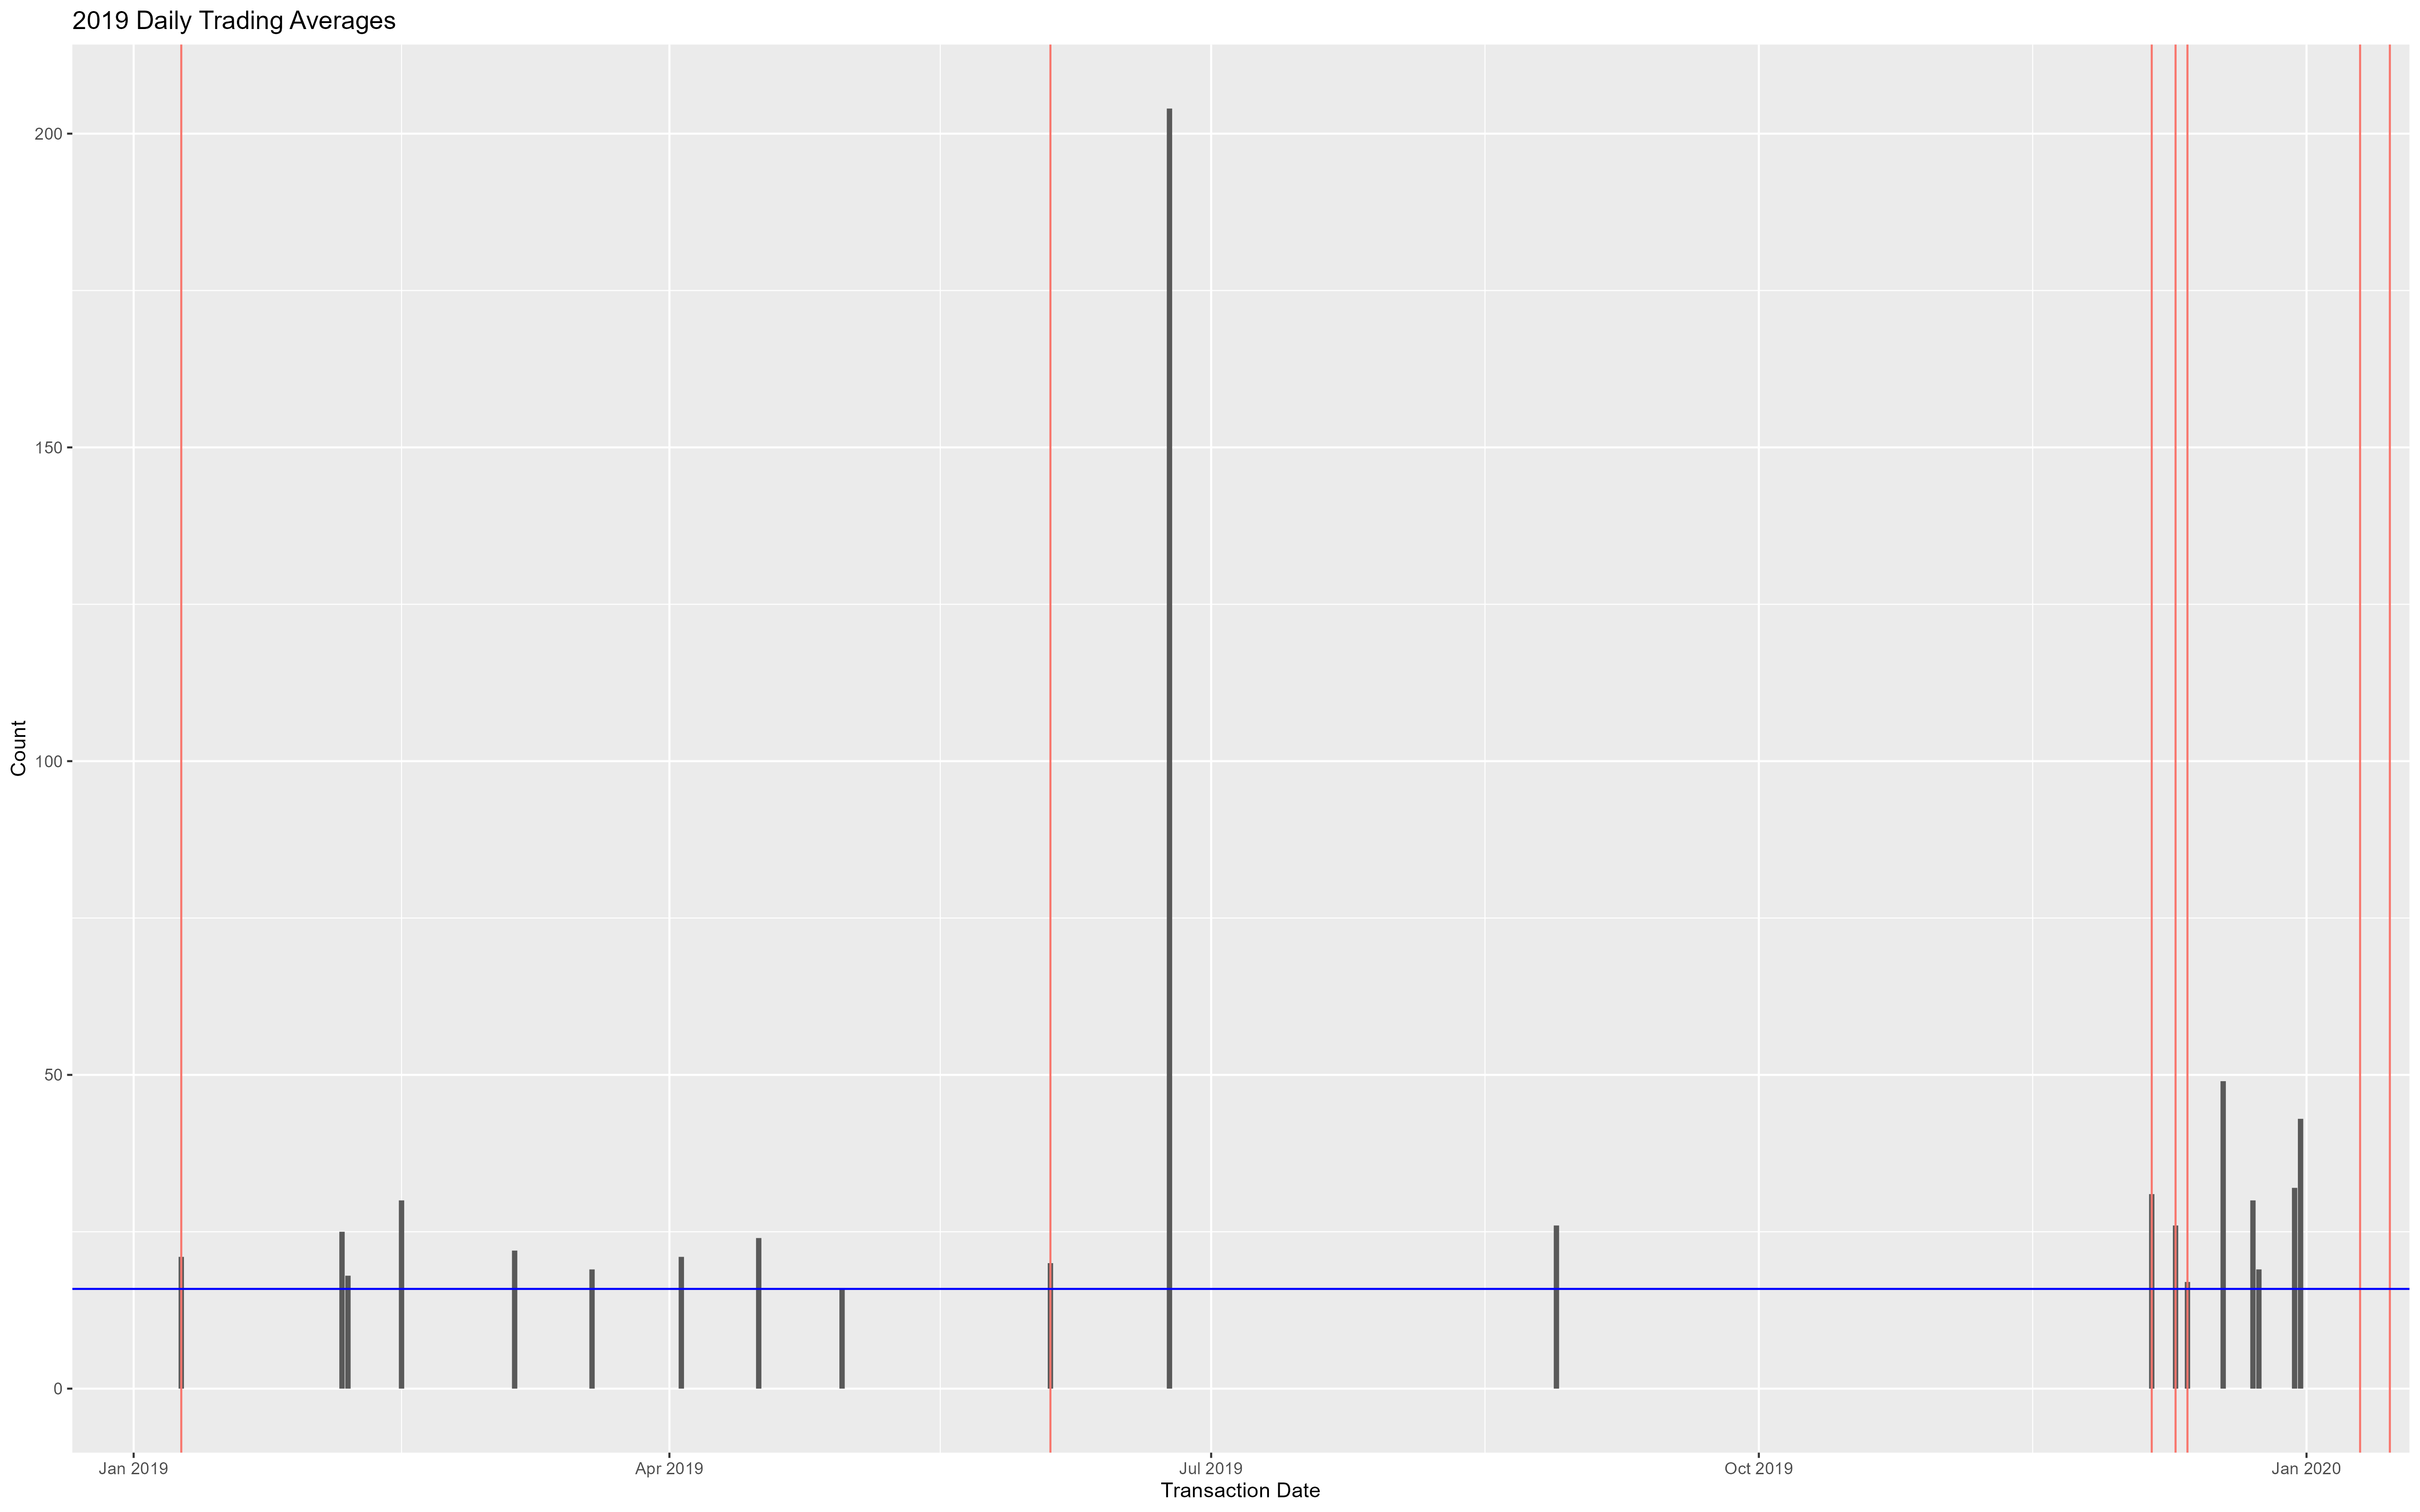 2019 Daily Trading Averages
Count
200
150
100
50
0
Jan 2019
Apr 2019
Jul 2019
Oct 2019
Jan 2020
Transaction Date